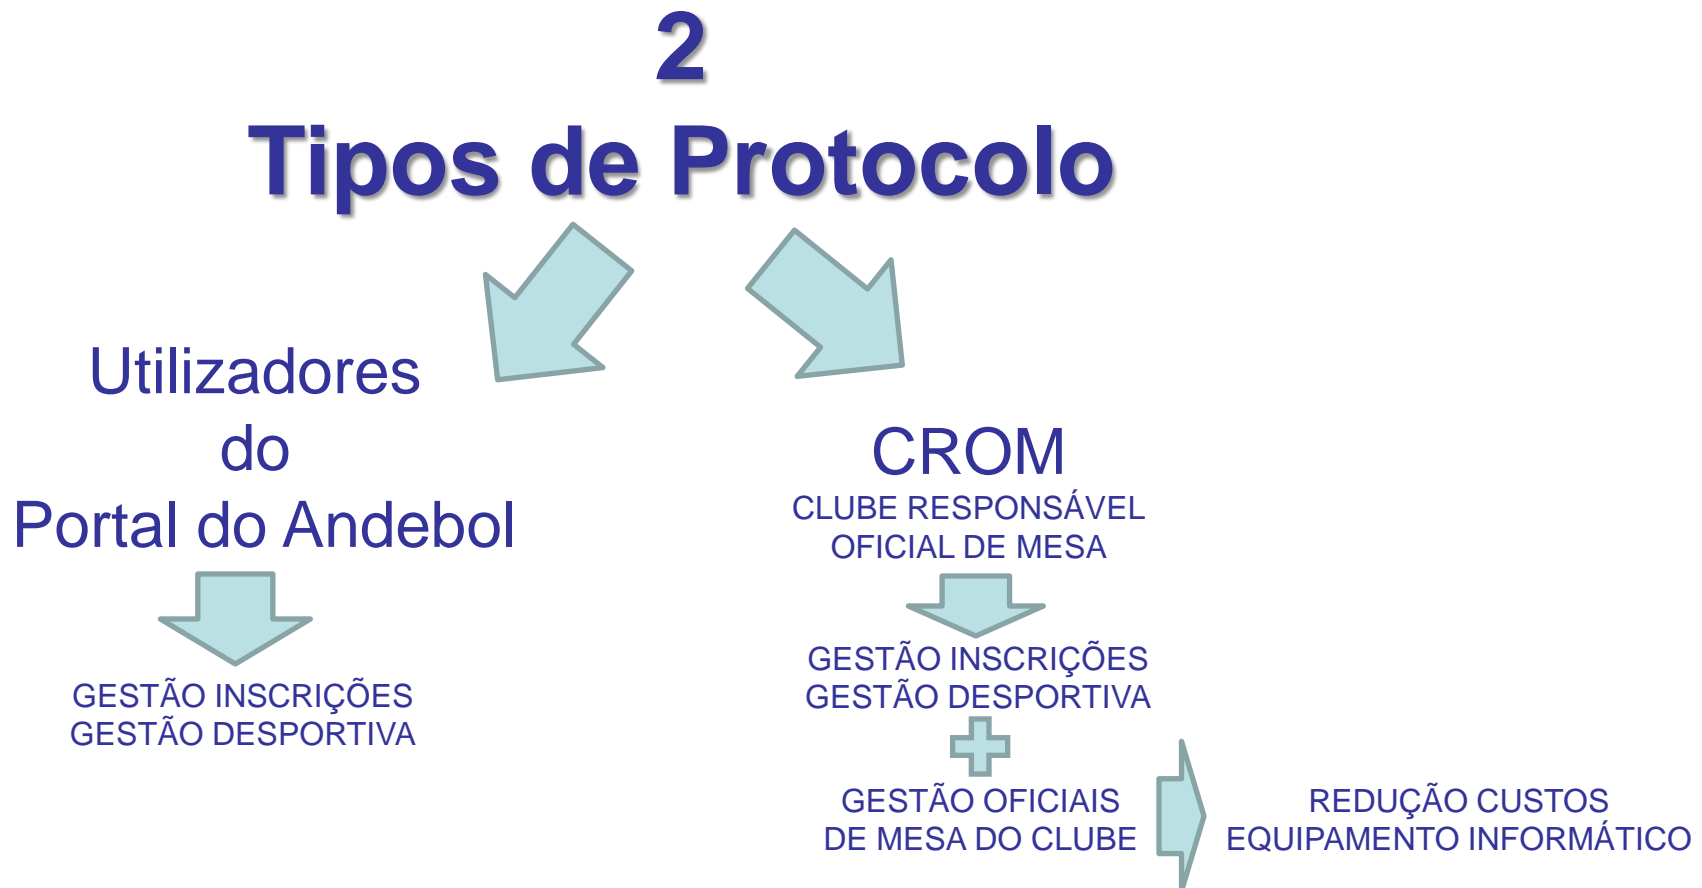 2
Tipos de Protocolo
Utilizadores
do
Portal do Andebol
GESTÃO INSCRIÇÕES
GESTÃO DESPORTIVA
CROM
CLUBE RESPONSÁVEL
OFICIAL DE MESA
GESTÃO INSCRIÇÕES
GESTÃO DESPORTIVA
GESTÃO OFICIAIS
DE MESA DO CLUBE
REDUÇÃO CUSTOS
EQUIPAMENTO INFORMÁTICO